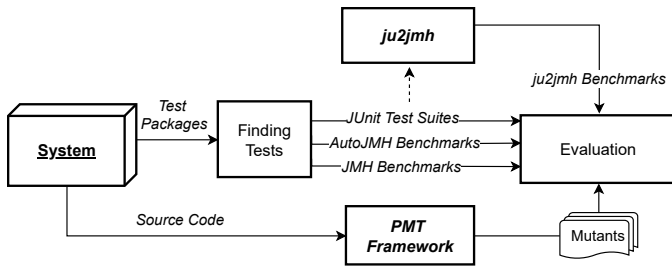 ju2jmh
ju2jmh Benchmarks
Test
Packages
JUnit Test Suites
System
Finding
Tests
AutoJMH Benchmarks
Evaluation
JMH Benchmarks
Source Code
PMT
Framework
Mutants